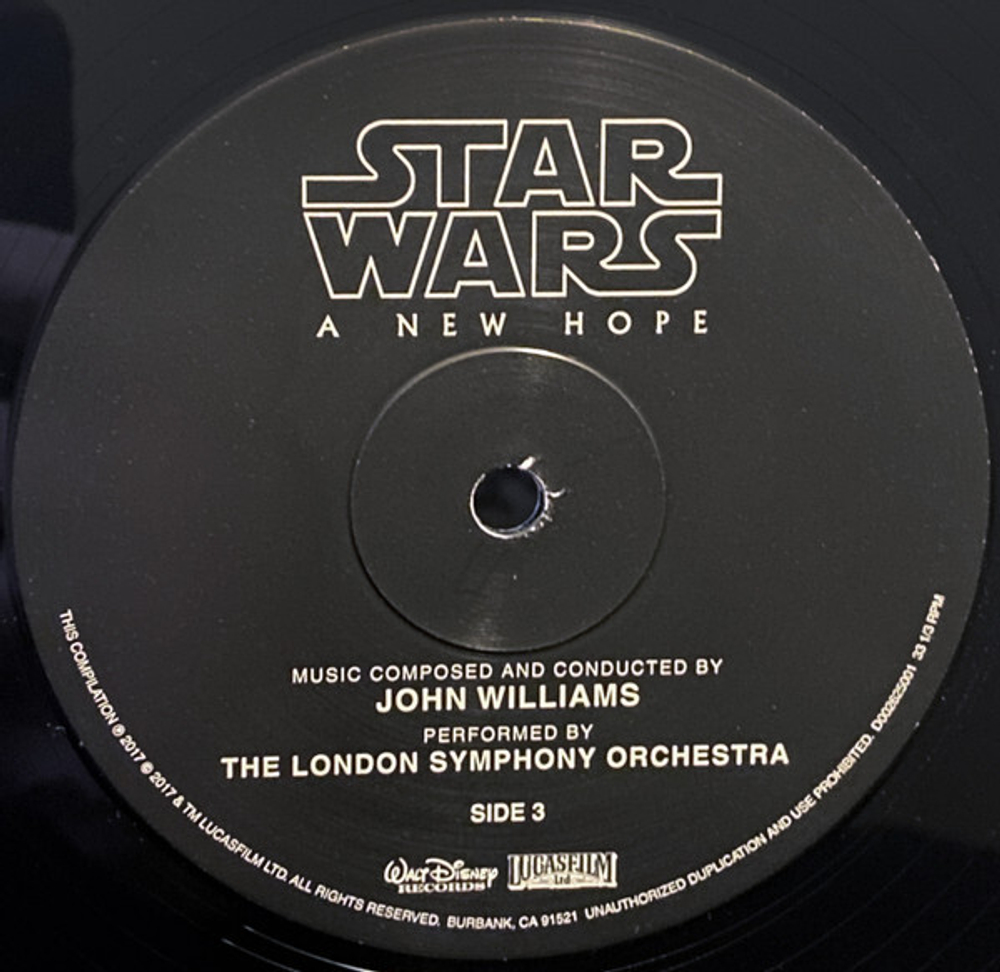 STAR
WARS
A NEW HOPE
MUSIC COMPOSED AND CONDUCTED BY
JOHN WILLIAMS
PERFORMED BY
THE LONDON SYMPHONY ORCHESTRA
SIDE 3
WALT DISNEY
RECORDS
LUCASFILM
Ltd
THIS COMPILATION ℗ 2017 © 2017 & TM LUCASFILM LTD. ALL RIGHTS RESERVED. BURBANK, CA 91521 UNAUTHORIZED DUPLICATION AND USE PROHIBITED. D002625001 33 1/3 RPM